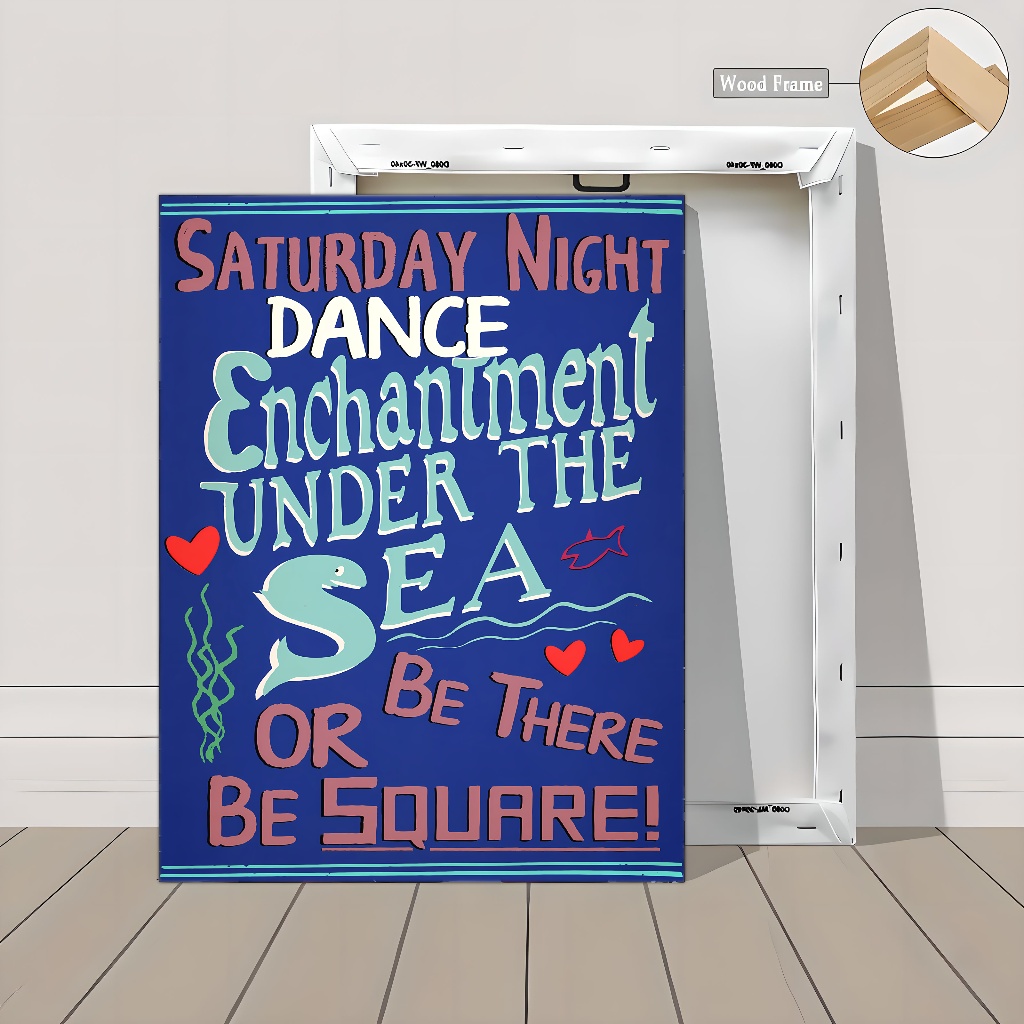 Wood Frame
SATURDAY NIGHT
DANCE
Enchantment
UNDER THE
SEA
BE THERE
OR
BE SQUARE!